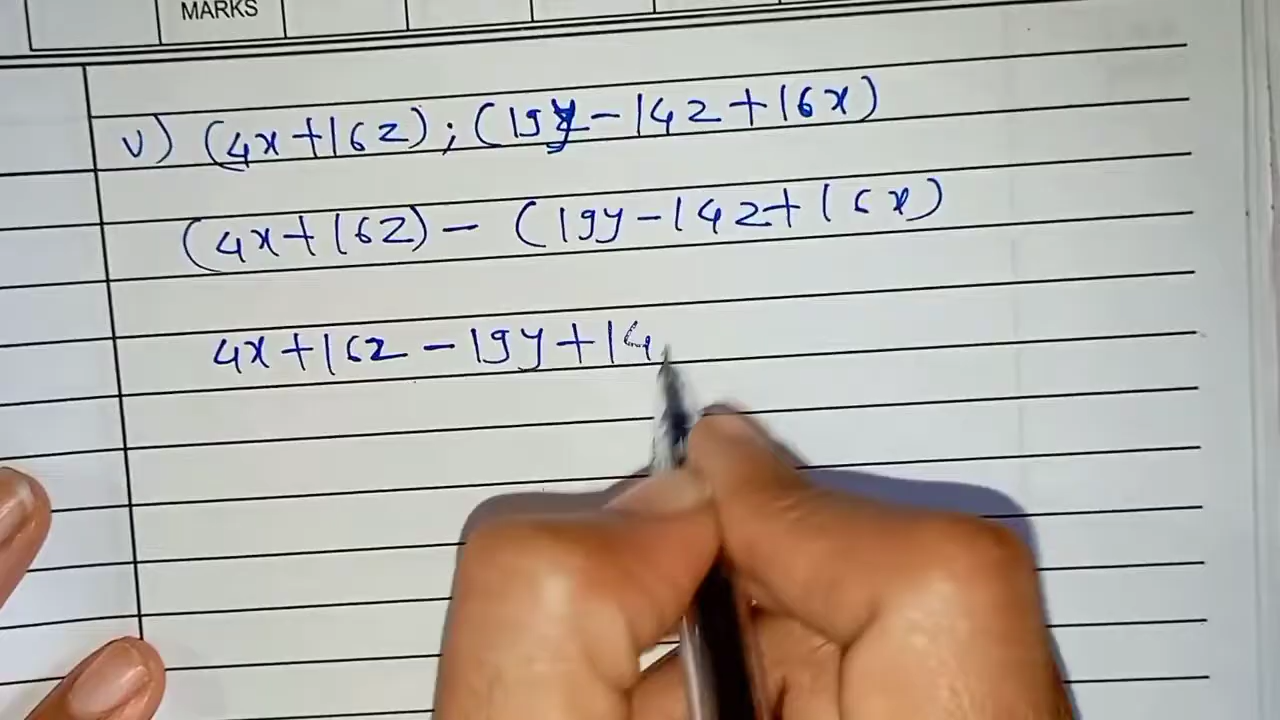 MARKS
v) (4x+16z) ; (19y-14z+16x)
(4x+16z) - (19y-14z+16x)
4x+16z-19y+14